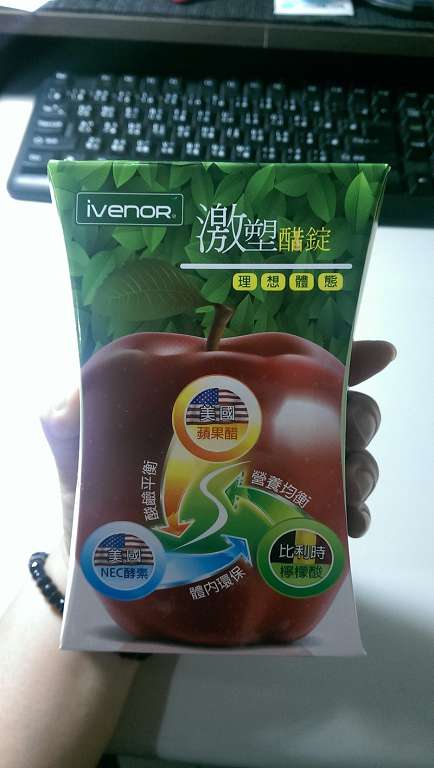 ivenor®
激塑醋錠
理想體態
美國
蘋果醋
酸鹼平衡
營養均衡
美國
NEC酵素
比利時
檸檬酸
體內環保